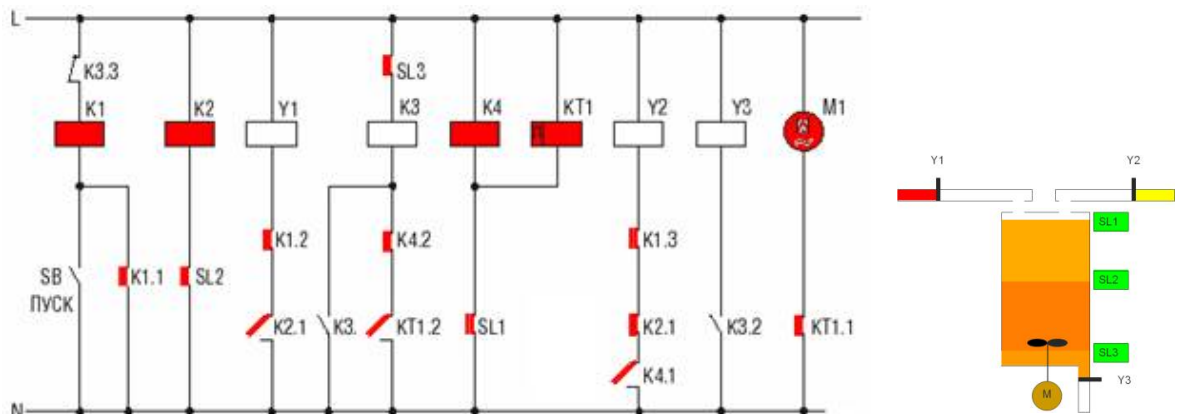 L
K3.3
SL3
K1
K2
Y1
K3
K4
KT1
Y2
Y3
M1
K1.2
K4.2
K1.3
SB
ПУСК
K1.1
SL2
K2.1
K3.
KT1.2
SL1
K2.1
K3.2
KT1.1
K4.1
N
Y1
Y2
SL1
SL2
SL3
Y3
M